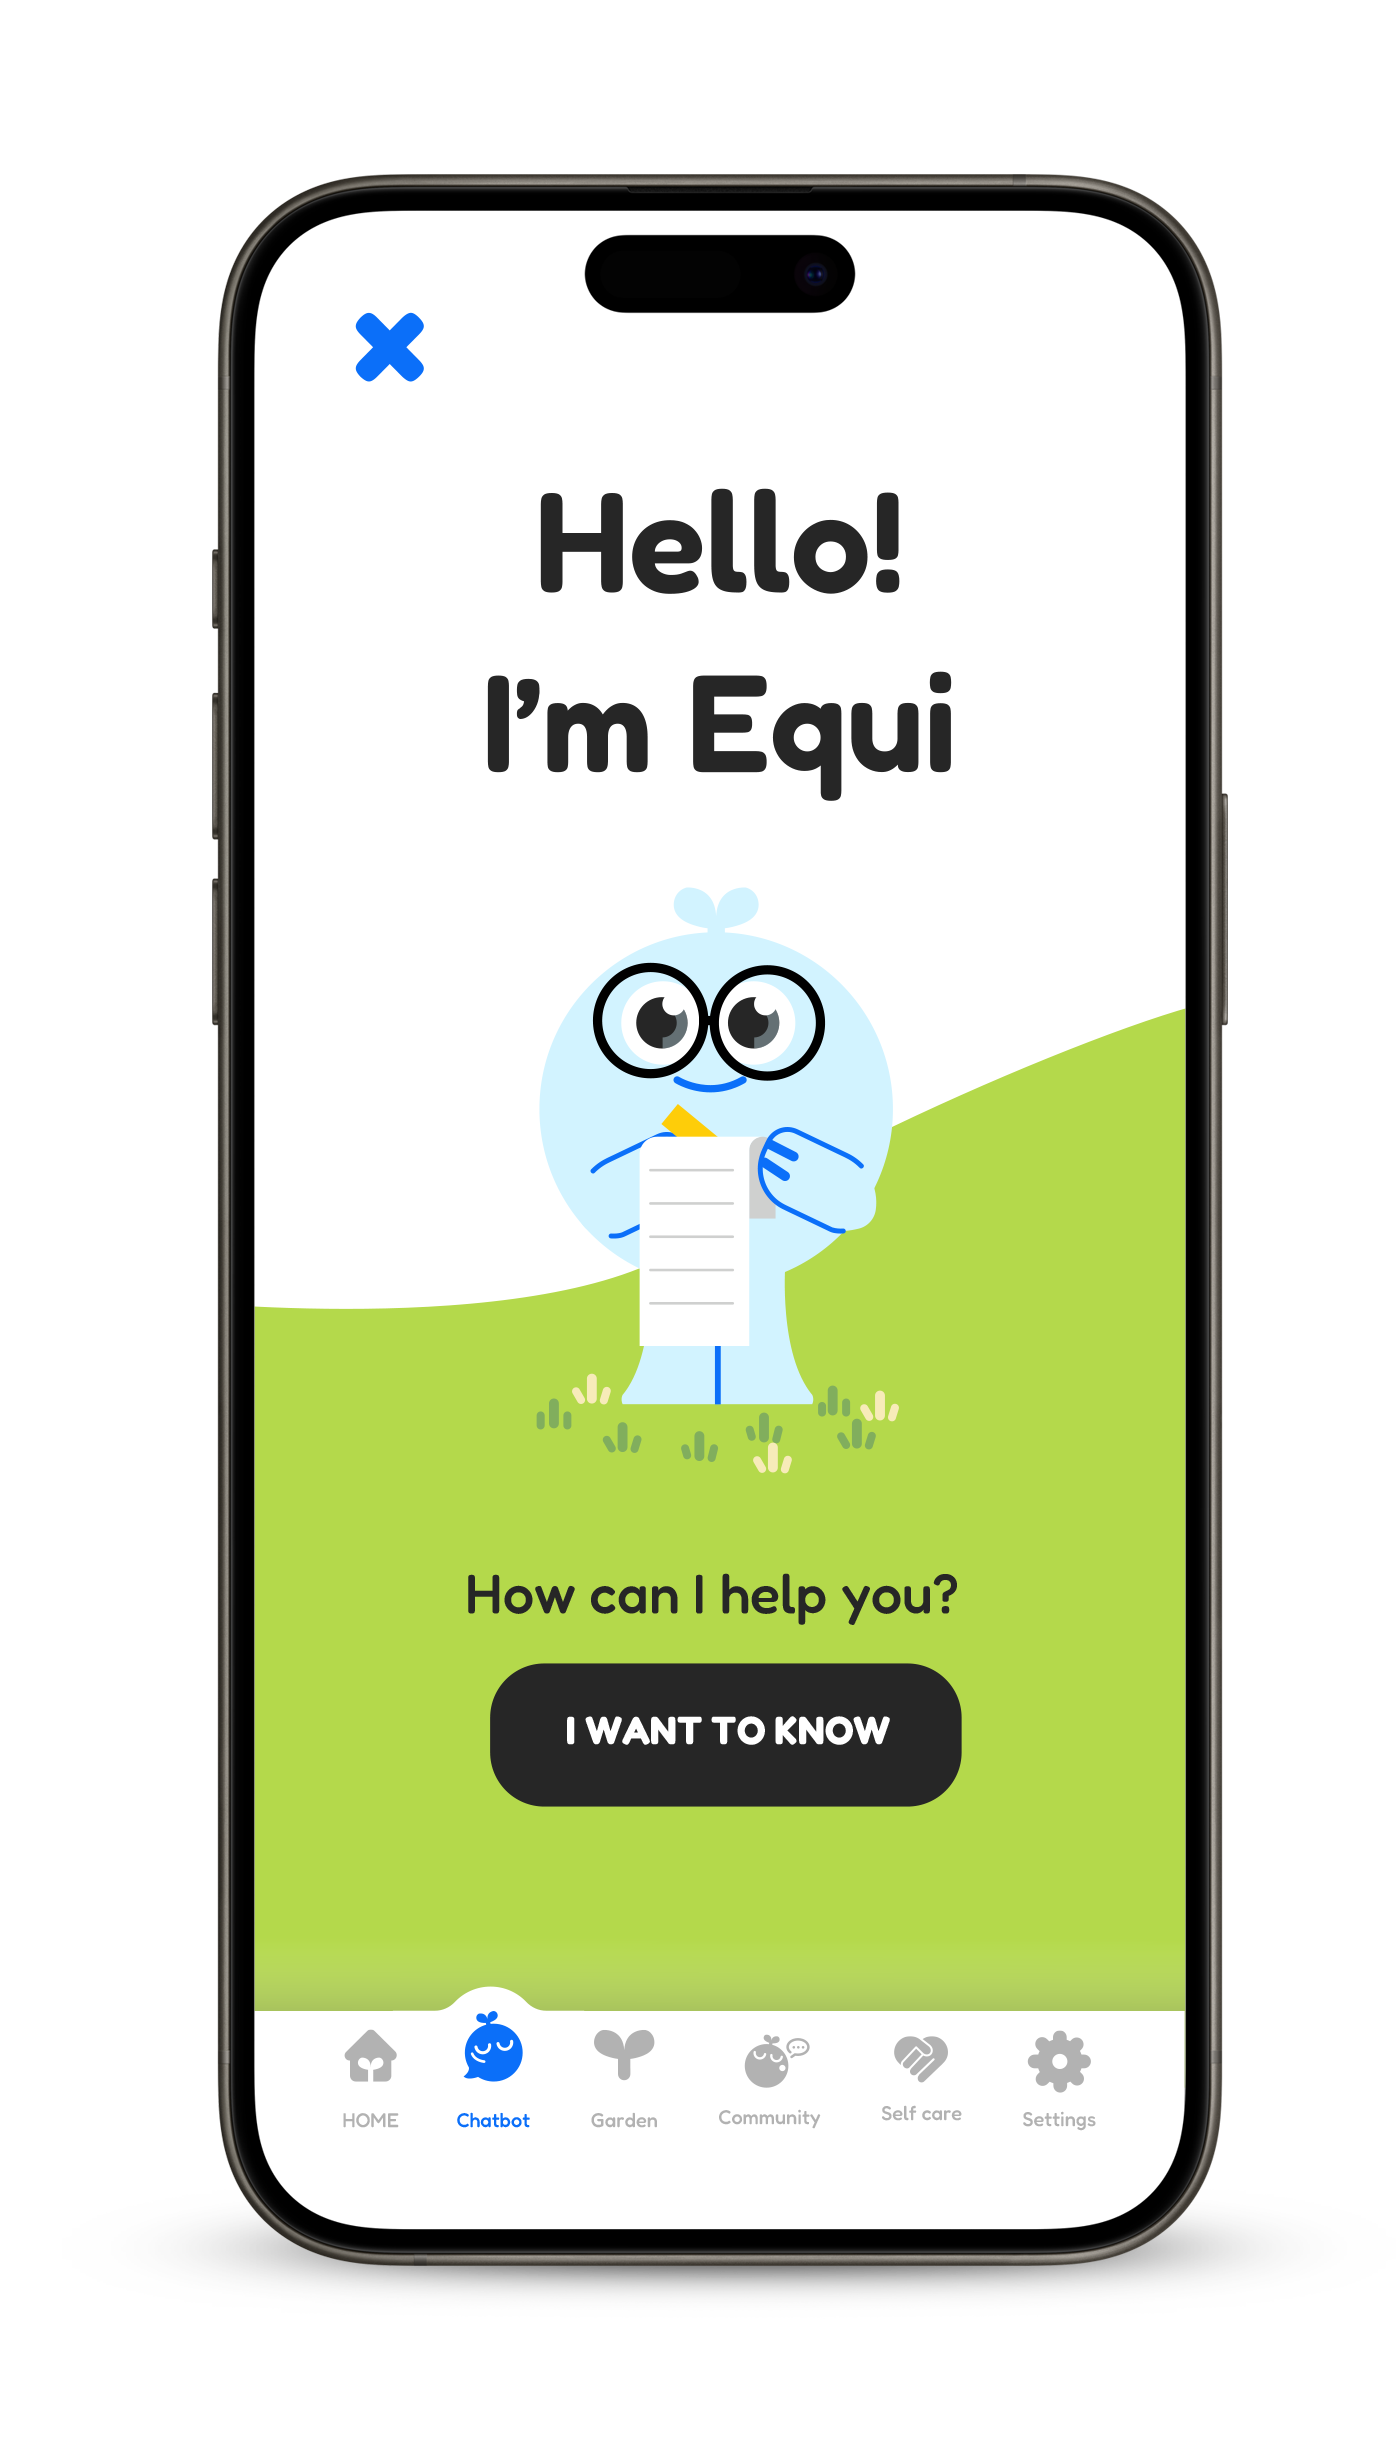 Hello!
I'm Equi
How can I help you?
I WANT TO KNOW
HOME
Chatbot
Garden
Community
Self care
Settings